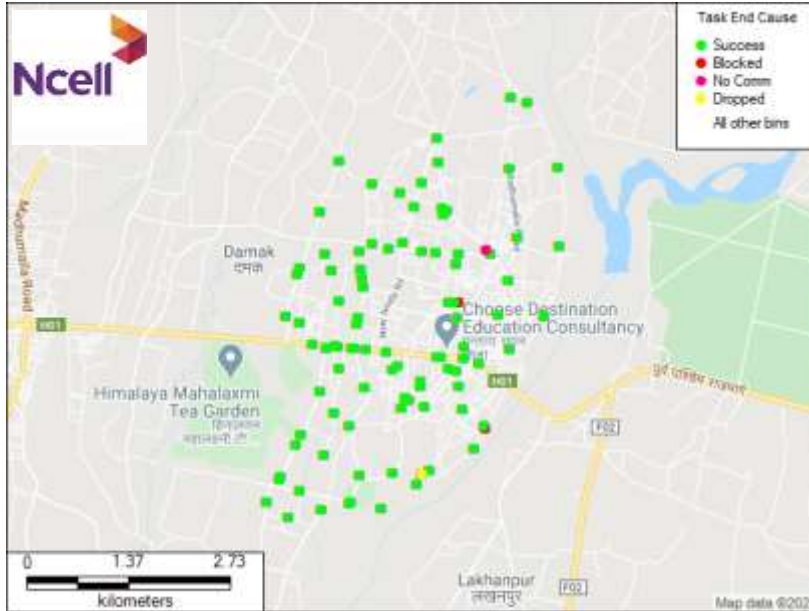 Ncell
Task End Cause
Success
Blocked
No Comm
Dropped
All other bins
Damak
दमक
Madhumalla Road
H01
Choose Destination
Education Consultancy
Himalaya Mahalaxmi
Tea Garden
H01
पूर्व पश्चिम राजमार्ग
F02
F02
Lakhanpur
लखनपुर
0 1.37 2.73
kilometers
Map data ©202